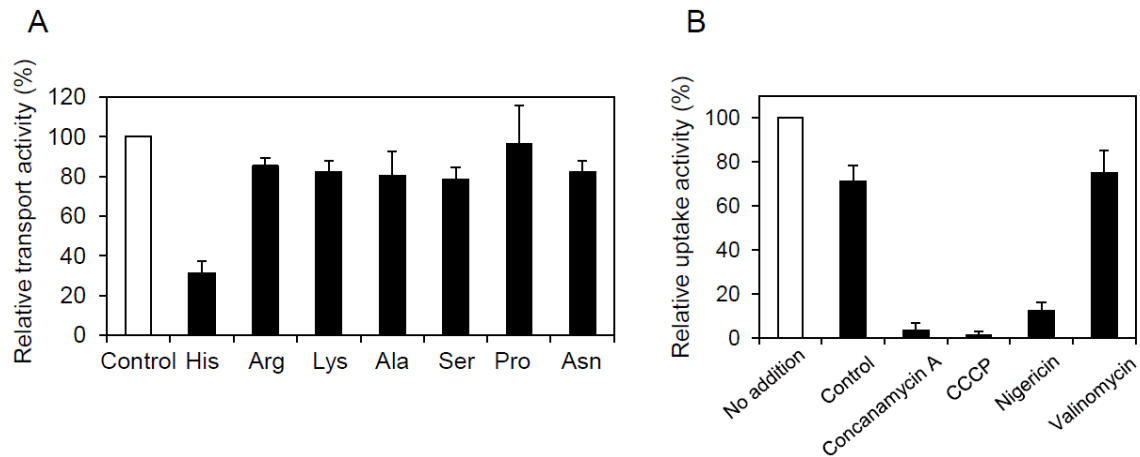 A
Relative transport activity (%)
120
100
80
60
40
20
0
Control His Arg Lys Ala Ser Pro Asn
B
Relative uptake activity (%)
100
80
60
40
20
0
No addition
Control
Concanamycin A
CCCP
Nigericin
Valinomycin